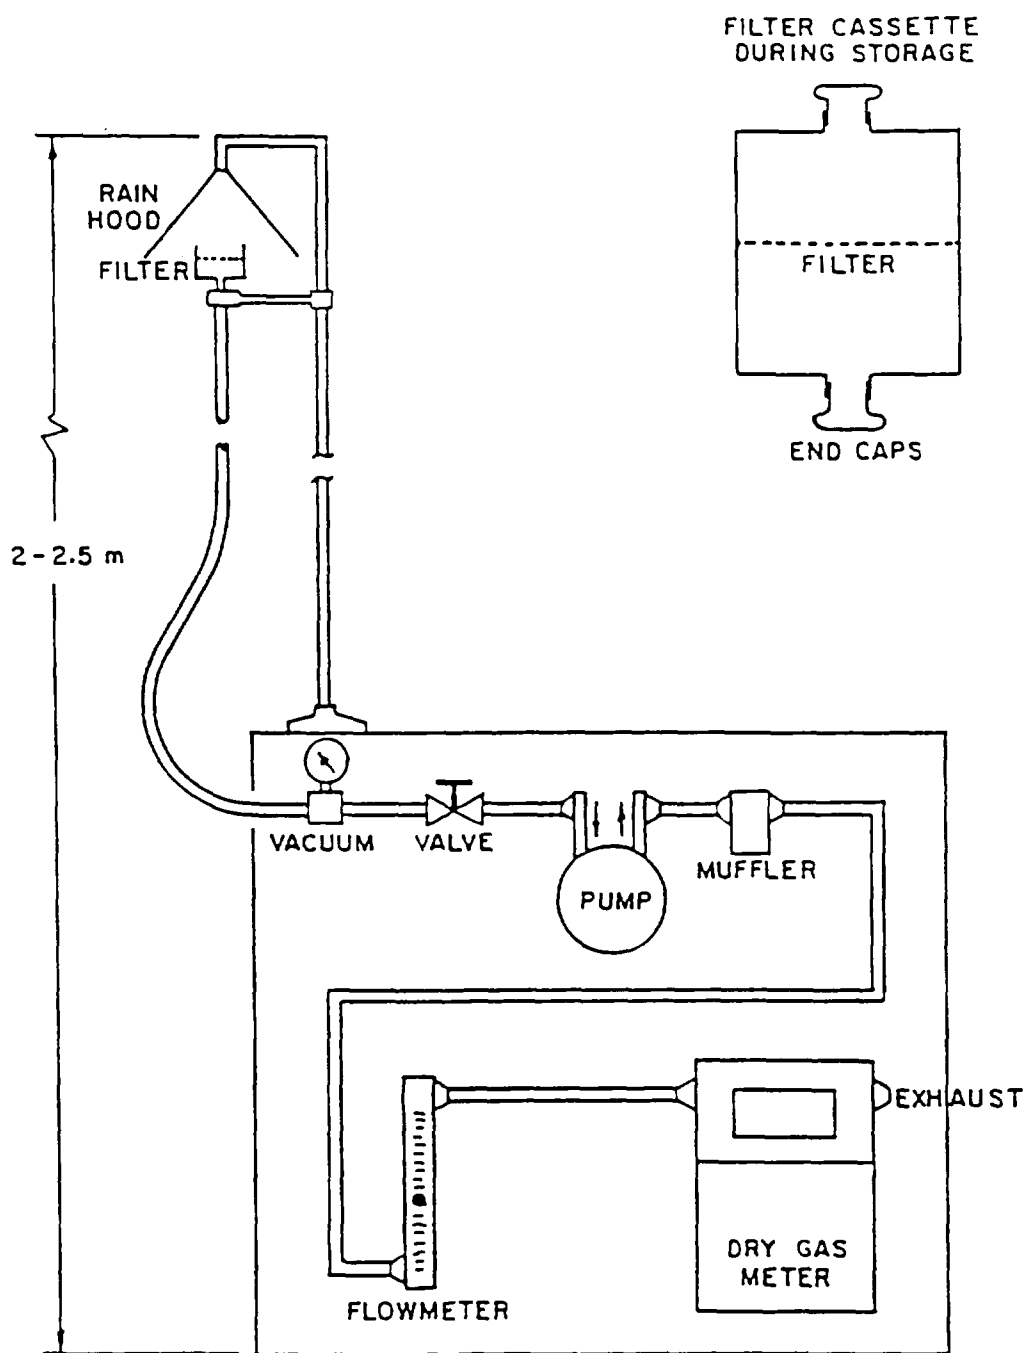 FILTER CASSETTE
DURING STORAGE
RAIN
HOOD
FILTER
FILTER
END CAPS
2-2.5 m
VACUUM
VALVE
PUMP
MUFFLER
EXHAUST
DRY GAS
METER
FLOWMETER